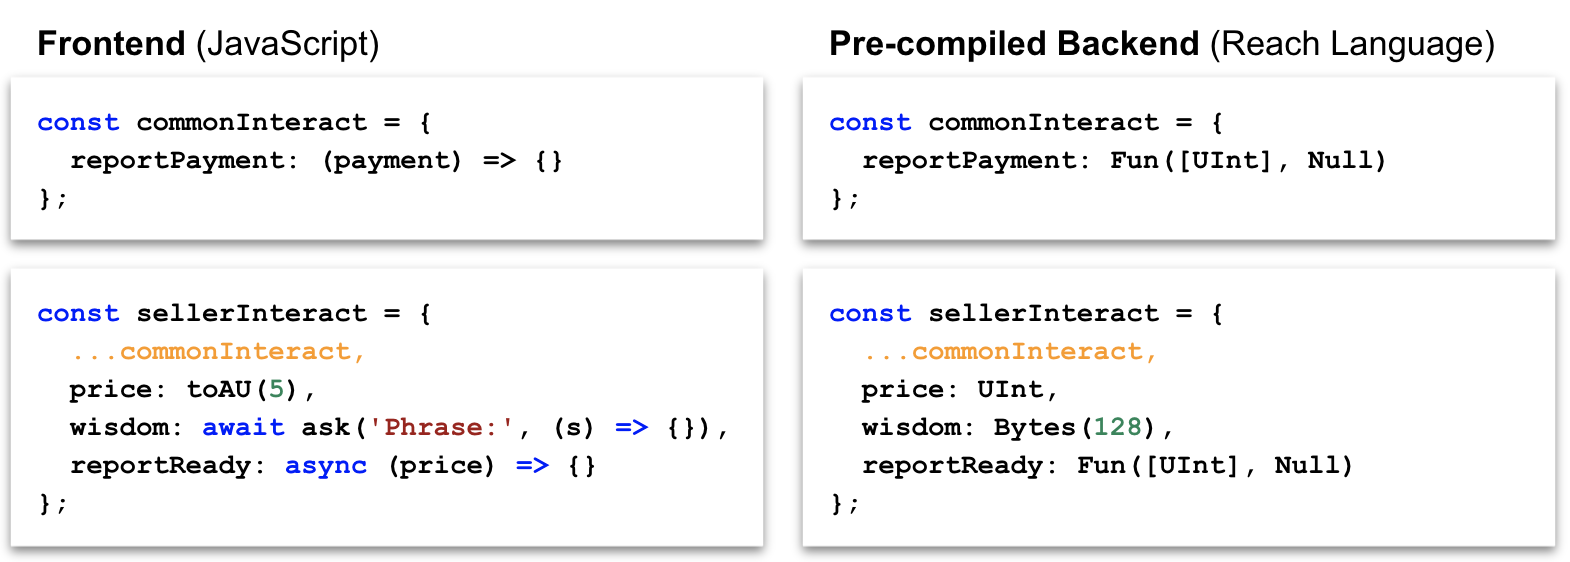 Frontend (JavaScript)
const commonInteract = {
  reportPayment: (payment) => {}
};
const sellerInteract = {
  ...commonInteract,
  price: toAU(5),
  wisdom: await ask('Phrase:', (s) => {}),
  reportReady: async (price) => {}
};
Pre-compiled Backend (Reach Language)
const commonInteract = {
  reportPayment: Fun([UInt], Null)
};
const sellerInteract = {
  ...commonInteract,
  price: UInt,
  wisdom: Bytes(128),
  reportReady: Fun([UInt], Null)
};